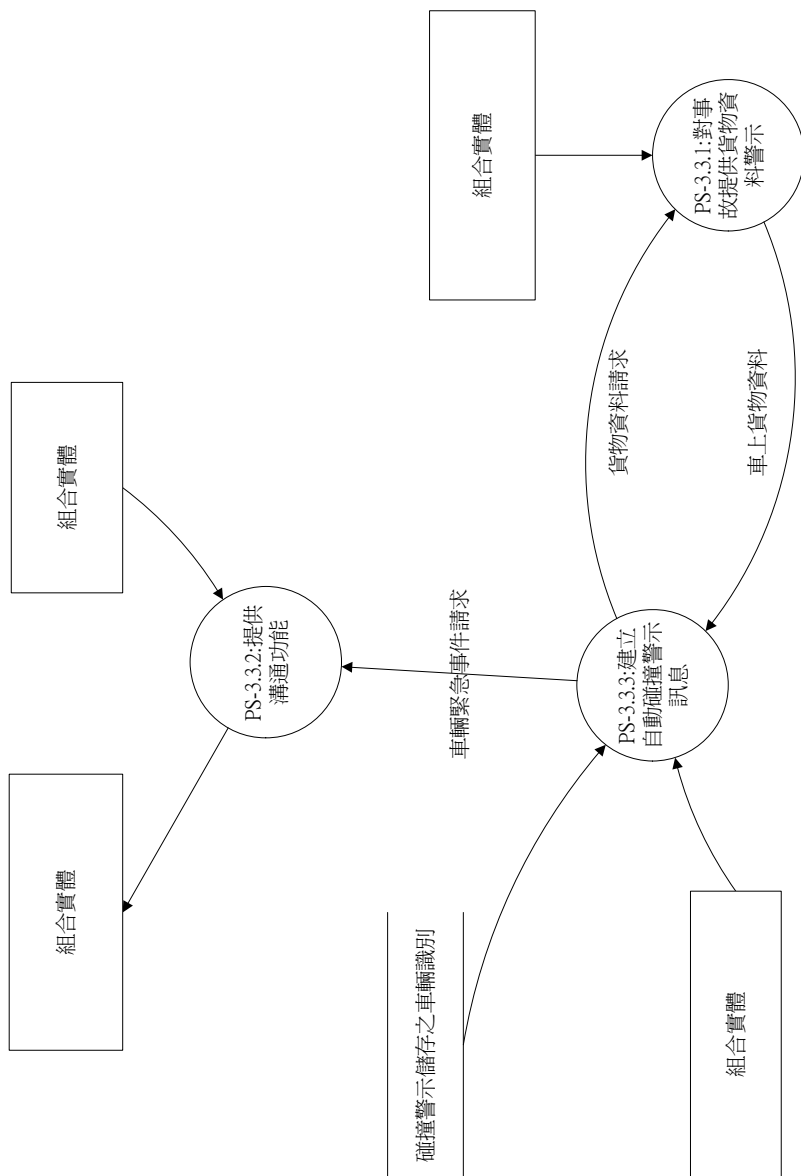 組合實體
組合實體
PS-3.3.2:提供
溝通功能
碰撞警示儲存之車輛識別
車輛緊急事件請求
組合實體
貨物資料請求
PS-3.3.3:建立
自動碰撞警示
訊息
PS-3.3.1:對事
故提供貨物資
料警示
組合實體
車上貨物資料